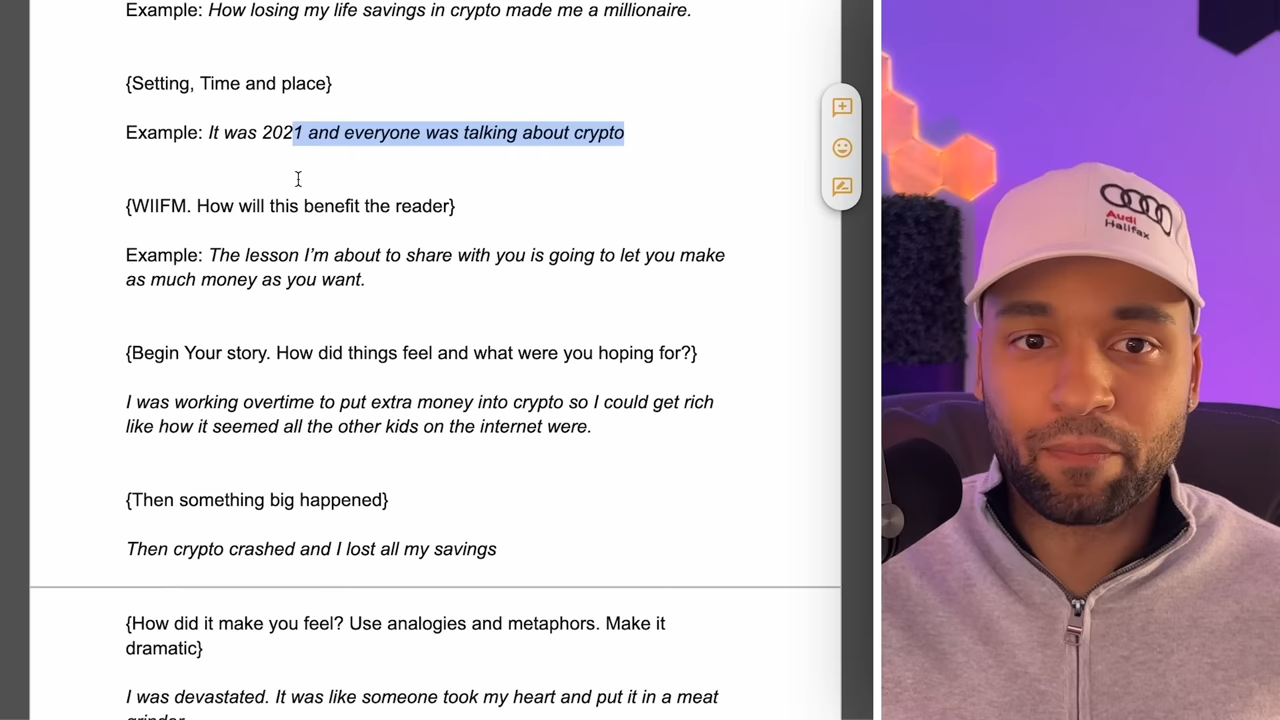 Example: How losing my life savings in crypto made me a millionaire.
{Setting, Time and place}
Example: It was 2021 and everyone was talking about crypto
{WIIFM. How will this benefit the reader}
Example: The lesson I’m about to share with you is going to let you make
as much money as you want.
{Begin Your story. How did things feel and what were you hoping for?}
I was working overtime to put extra money into crypto so I could get rich
like how it seemed all the other kids on the internet were.
{Then something big happened}
Then crypto crashed and I lost all my savings
{How did it make you feel? Use analogies and metaphors. Make it
dramatic}
I was devastated. It was like someone took my heart and put it in a meat
grinder
Audi
Halifax